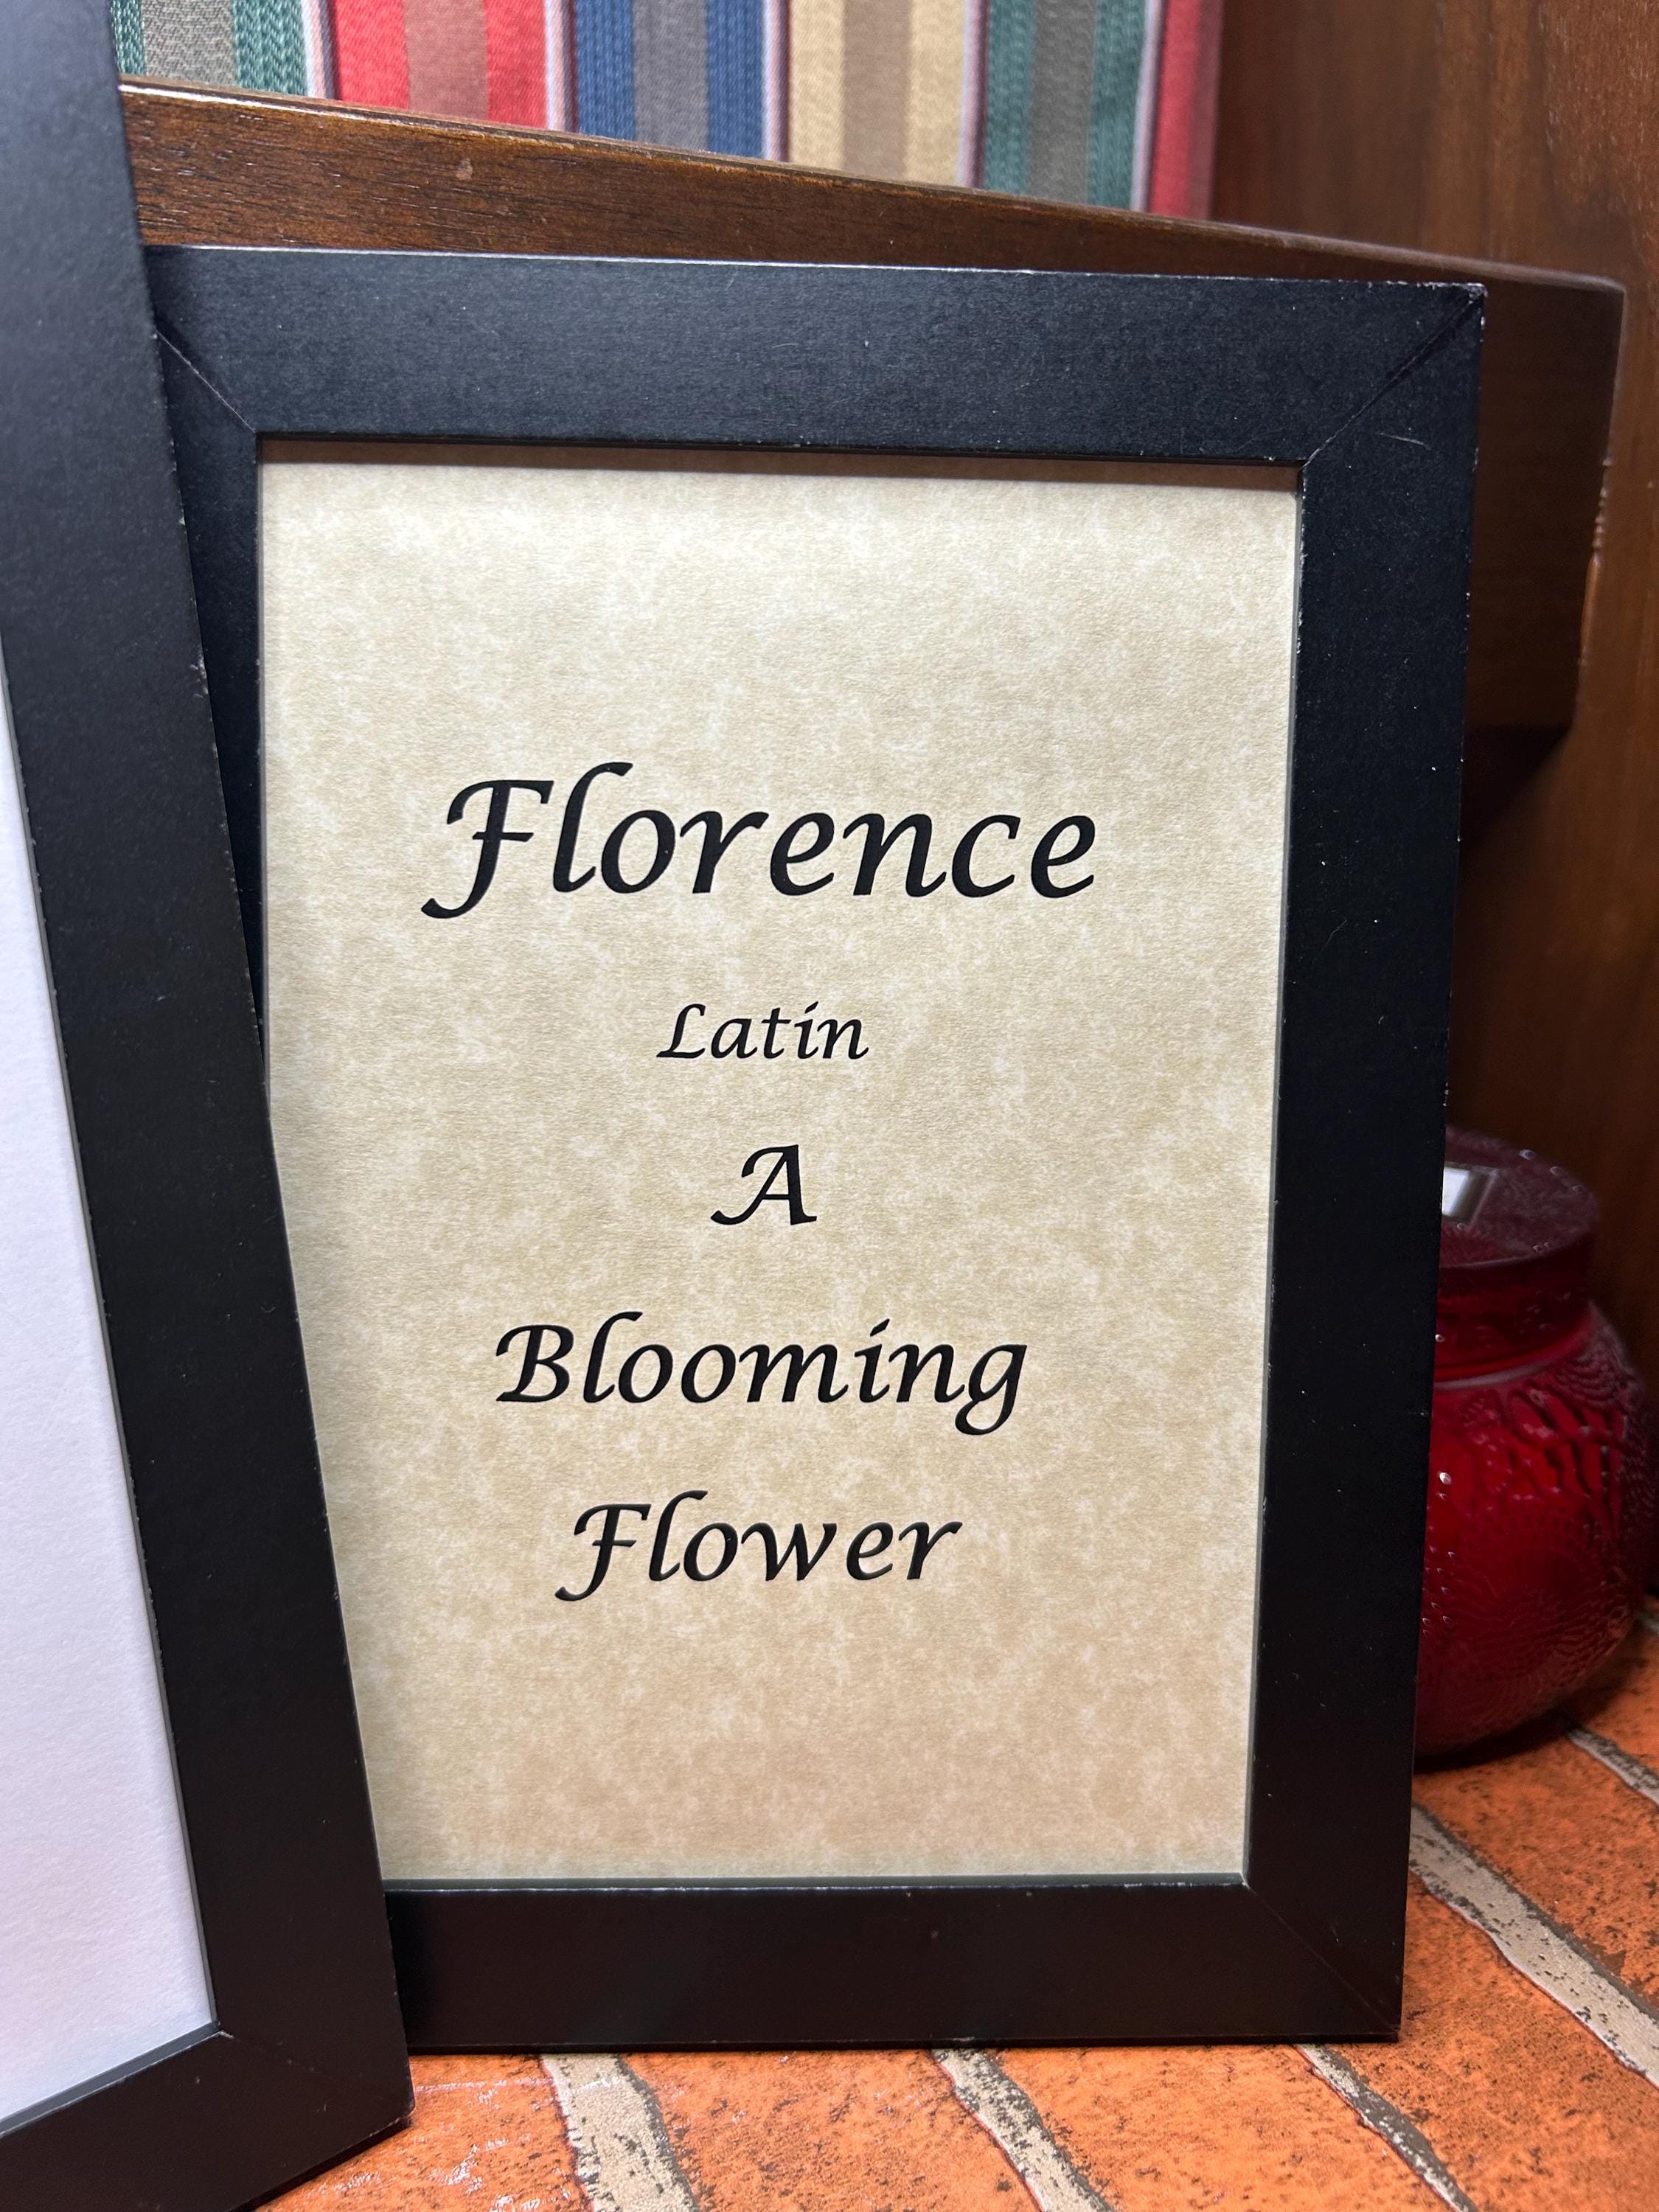 Florence
Latin
A
Blooming
Flower